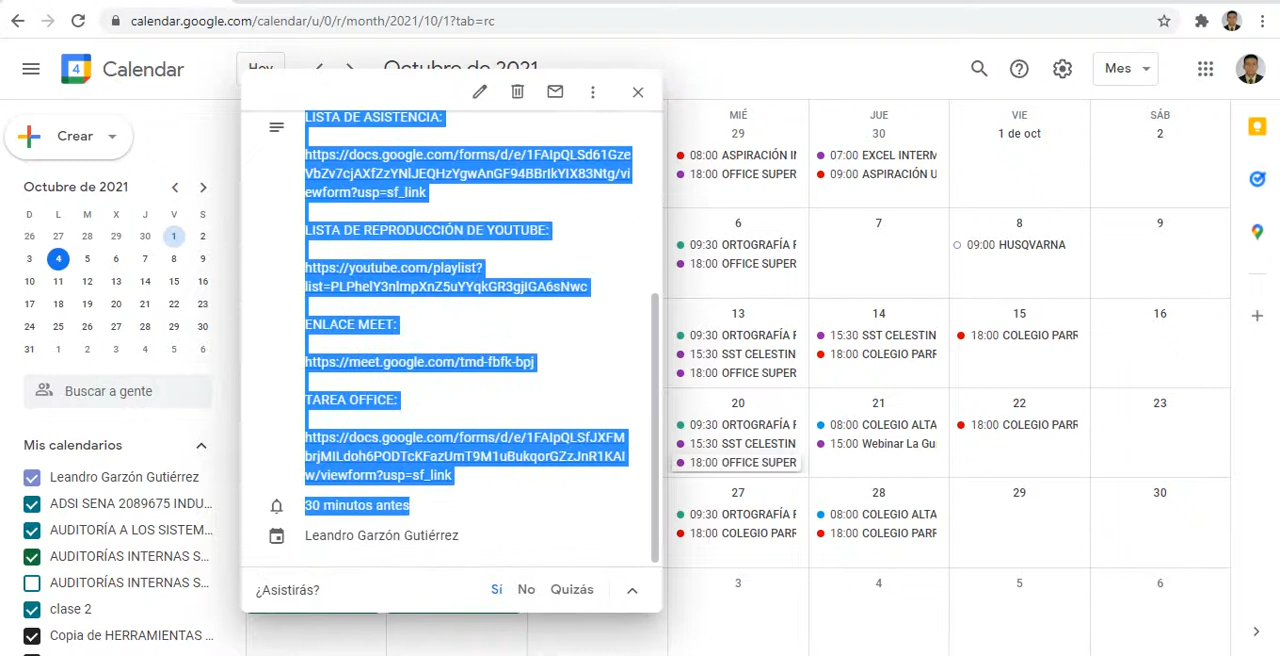 calendar.google.com/calendar/u/0/r/month/2021/10/1?tab=rc
4
Calendar
Hoy
Octubre de 2021
Mes
Crear
Octubre de 2021
D L M X J V S
26 27 28 29 30 1 2
3 4 5 6 7 8 9
10 11 12 13 14 15 16
17 18 19 20 21 22 23
24 25 26 27 28 29 30
31 1 2 3 4 5 6
Buscar a gente
Mis calendarios
Leandro Garzón Gutiérrez
ADSI SENA 2089675 INDU...
AUDITORÍA A LOS SISTEM...
AUDITORÍAS INTERNAS S...
AUDITORÍAS INTERNAS S...
clase 2
Copia de HERRAMIENTAS ...
LISTA DE ASISTENCIA:
https://docs.google.com/forms/d/e/1FAIpQLSd61Gze
VbZv7cjAXfZzYNlJEQHzYgwAnGF94BBrIkYIX83Ntg/vi
ewform?usp=sf_link
LISTA DE REPRODUCCIÓN DE YOUTUBE:
https://youtube.com/playlist?
list=PLPhelY3nlmpXnZ5uYYqkGR3gjIGA6sNwc
ENLACE MEET:
https://meet.google.com/tmd-fbfk-bpj
TAREA OFFICE:
https://docs.google.com/forms/d/e/1FAIpQLSfJXFM
brjMILdoh6PODTcKFazUmT9M1uBukqorGZzJnR1KAI
w/viewform?usp=sf_link
30 minutos antes
Leandro Garzón Gutiérrez
¿Asistirás?
Sí No Quizás
MIÉ JUE VIE SÁB
29 30 1 de oct 2
08:00 ASPIRACIÓN IN 07:00 EXCEL INTERM
18:00 OFFICE SUPER 09:00 ASPIRACIÓN U
6 7 8 9
09:30 ORTOGRAFÍA F 09:00 HUSQVARNA
18:00 OFFICE SUPER
13 14 15 16
09:30 ORTOGRAFÍA F 15:30 SST CELESTIN 18:00 COLEGIO PARR
15:30 SST CELESTIN 18:00 COLEGIO PARR
18:00 OFFICE SUPER
20 21 22 23
09:30 ORTOGRAFÍA F 08:00 COLEGIO ALTA 18:00 COLEGIO PARR
15:30 SST CELESTIN 15:00 Webinar La Gu
18:00 OFFICE SUPER
27 28 29 30
09:30 ORTOGRAFÍA F 08:00 COLEGIO ALTA
18:00 COLEGIO PARR 18:00 COLEGIO PARR
3 4 5 6